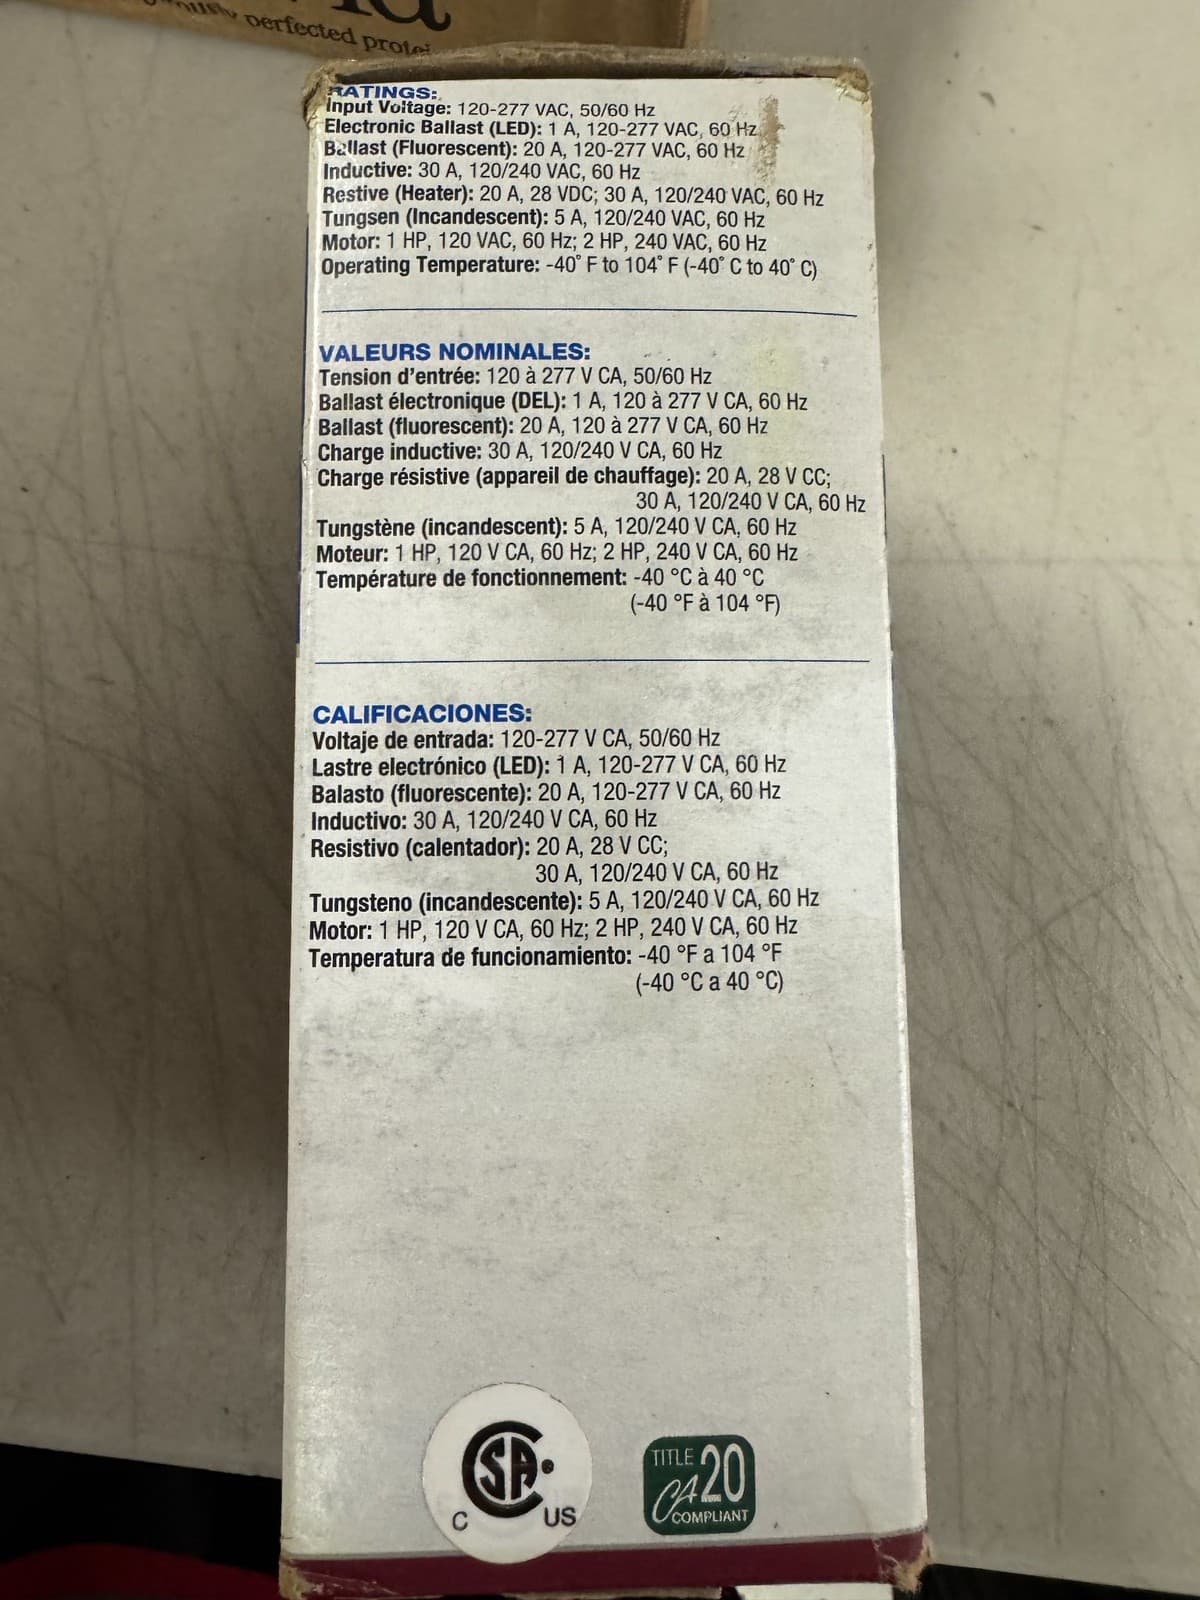 perfected
RATINGS:
Input Voltage: 120-277 VAC, 50/60 Hz
Electronic Ballast (LED): 1 A, 120-277 VAC, 60 Hz
Ballast (Fluorescent): 20 A, 120-277 VAC, 60 Hz
Inductive: 30 A, 120/240 VAC, 60 Hz
Restive (Heater): 20 A, 28 VDC; 30 A, 120/240 VAC, 60 Hz
Tungsen (Incandescent): 5 A, 120/240 VAC, 60 Hz
Motor: 1 HP, 120 VAC, 60 Hz; 2 HP, 240 VAC, 60 Hz
Operating Temperature: -40° F to 104° F (-40° C to 40° C)
VALEURS NOMINALES:
Tension d'entrée: 120 à 277 V CA, 50/60 Hz
Ballast électronique (DEL): 1 A, 120 à 277 V CA, 60 Hz
Ballast (fluorescent): 20 A, 120 à 277 V CA, 60 Hz
Charge inductive: 30 A, 120/240 V CA, 60 Hz
Charge résistive (appareil de chauffage): 20 A, 28 V CC;
30 A, 120/240 V CA, 60 Hz
Tungstène (incandescent): 5 A, 120/240 V CA, 60 Hz
Moteur: 1 HP, 120 V CA, 60 Hz; 2 HP, 240 V CA, 60 Hz
Température de fonctionnement: -40 °C à 40 °C
(-40 °F à 104 °F)
CALIFICACIONES:
Voltaje de entrada: 120-277 V CA, 50/60 Hz
Lastre electrónico (LED): 1 A, 120-277 V CA, 60 Hz
Balasto (fluorescente): 20 A, 120-277 V CA, 60 Hz
Inductivo: 30 A, 120/240 V CA, 60 Hz
Resistivo (calentador): 20 A, 28 V CC;
30 A, 120/240 V CA, 60 Hz
Tungsteno (incandescente): 5 A, 120/240 V CA, 60 Hz
Motor: 1 HP, 120 V CA, 60 Hz; 2 HP, 240 V CA, 60 Hz
Temperatura de funcionamiento: -40 °F a 104 °F
(-40 °C a 40 °C)
CSA
C US
TITLE 20
CA
COMPLIANT